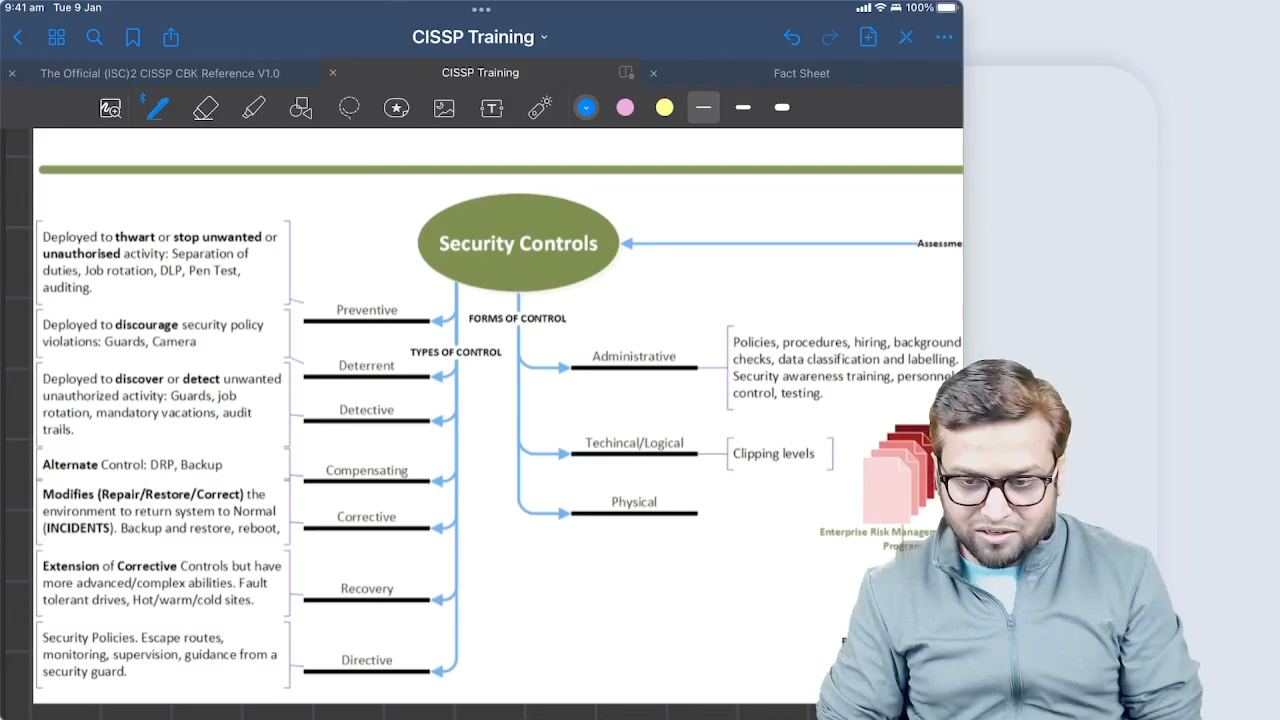 9:41 am Tue 9 Jan
100%
CISSP Training
The Official (ISC)2 CISSP CBK Reference V1.0
CISSP Training
Fact Sheet
Security Controls
Assessme
FORMS OF CONTROL
TYPES OF CONTROL
Deployed to thwart or stop unwanted or
unauthorised activity: Separation of
duties, Job rotation, DLP, Pen Test,
auditing.
Preventive
Deployed to discourage security policy
violations: Guards, Camera
Deterrent
Deployed to discover or detect unwanted
unauthorized activity: Guards, job
rotation, mandatory vacations, audit
trails.
Detective
Alternate Control: DRP, Backup
Compensating
Modifies (Repair/Restore/Correct) the
environment to return system to Normal
(INCIDENTS). Backup and restore, reboot,
Corrective
Extension of Corrective Controls but have
more advanced/complex abilities. Fault
tolerant drives, Hot/warm/cold sites.
Recovery
Security Policies. Escape routes,
monitoring, supervision, guidance from a
security guard.
Directive
Administrative
Policies, procedures, hiring, background
checks, data classification and labelling.
Security awareness training, personnel
control, testing.
Techincal/Logical
Clipping levels
Physical
Enterprise Risk Managem
Program